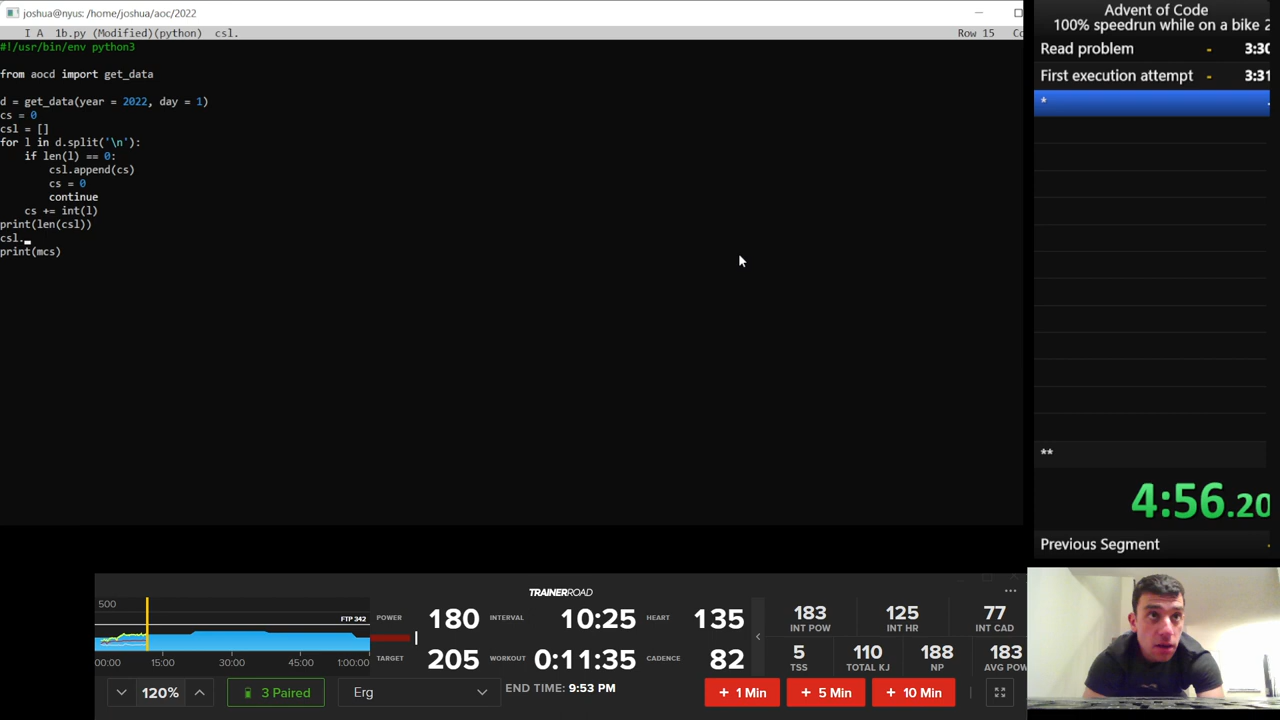 joshua@nyus: /home/joshua/aoc/2022
I A 1b.py (Modified)(python) csl. Row 15
#!/usr/bin/env python3
from aocd import get_data
d = get_data(year = 2022, day = 1)
cs = 0
csl = []
for l in d.split('\n'):
if len(l) == 0:
csl.append(cs)
cs = 0
continue
cs += int(l)
print(len(csl))
csl._
print(mcs)
Advent of Code
100% speedrun while on a bike 2
Read problem - 3:30
First execution attempt - 3:31
*
**
4:56.20
Previous Segment -
TRAINERROAD
500
FTP 342
00:00 15:00 30:00 45:00 1:00:00
POWER 180 INTERVAL 10:25 HEART 135
TARGET 205 WORKOUT 0:11:35 CADENCE 82
183 125 77
INT POW INT HR INT CAD
5 110 188 183
TSS TOTAL KJ NP AVG POW
120% 3 Paired Erg END TIME: 9:53 PM + 1 Min + 5 Min + 10 Min